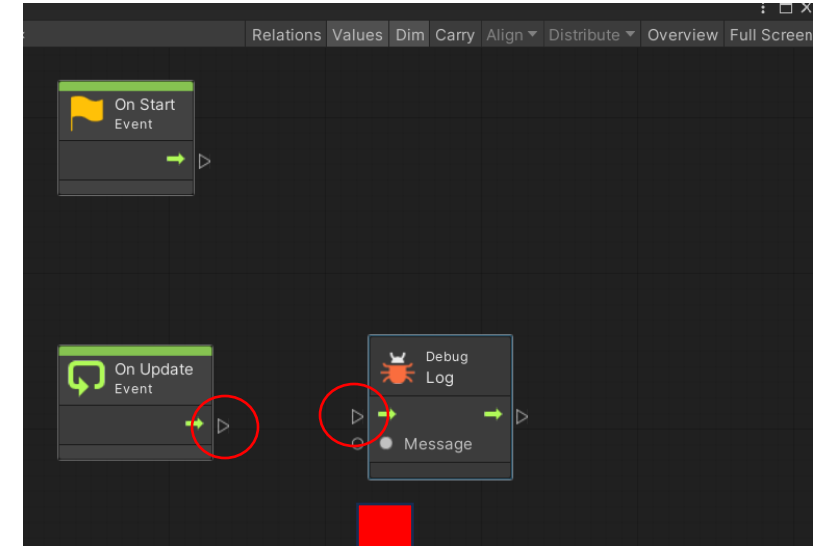 Relations Values Dim Carry Align Distribute Overview Full Screen
On Start
Event
On Update
Event
Debug
Log
Message